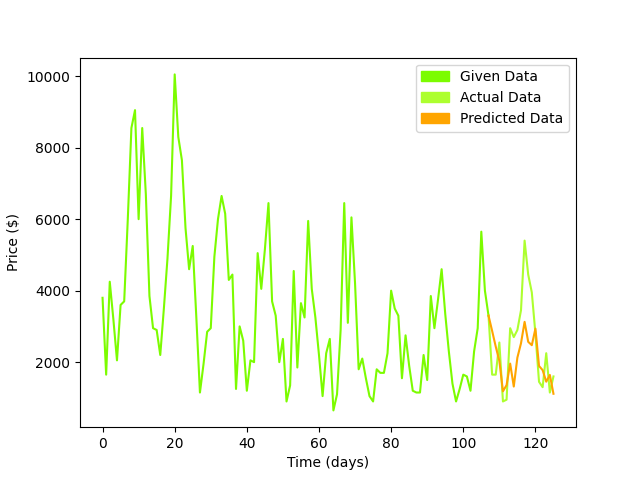 Given Data
Actual Data
Predicted Data
10000
8000
6000
4000
2000
Price ($)
0 20 40 60 80 100 120
Time (days)